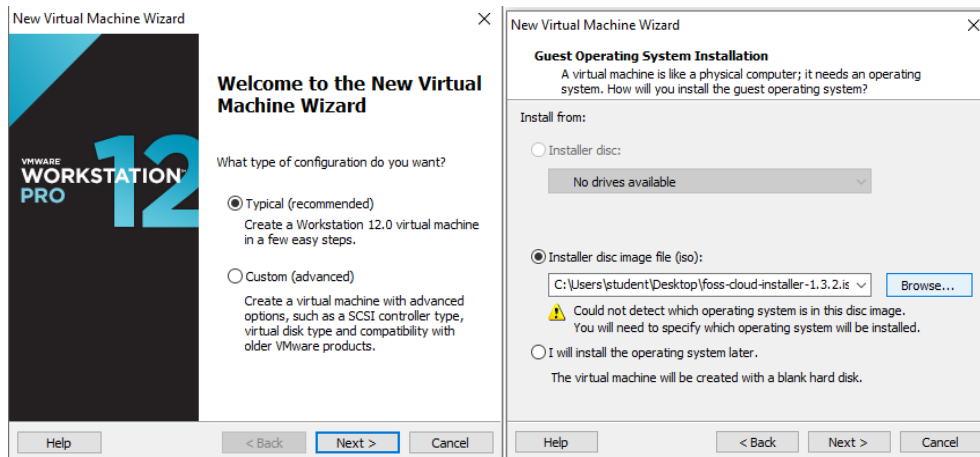 New Virtual Machine Wizard
Welcome to the New Virtual
Machine Wizard
VMWARE
WORKSTATION
PRO
12
What type of configuration do you want?
Typical (recommended)
Create a Workstation 12.0 virtual machine
in a few easy steps.
Custom (advanced)
Create a virtual machine with advanced
options, such as a SCSI controller type,
virtual disk type and compatibility with
older VMware products.
Help
< Back
Next >
Cancel
New Virtual Machine Wizard
Guest Operating System Installation
A virtual machine is like a physical computer; it needs an operating
system. How will you install the guest operating system?
Install from:
Installer disc:
No drives available
Installer disc image file (iso):
C:\Users\student\Desktop\foss-cloud-installer-1.3.2.is
Browse...
Could not detect which operating system is in this disc image.
You will need to specify which operating system will be installed.
I will install the operating system later.
The virtual machine will be created with a blank hard disk.
Help
< Back
Next >
Cancel